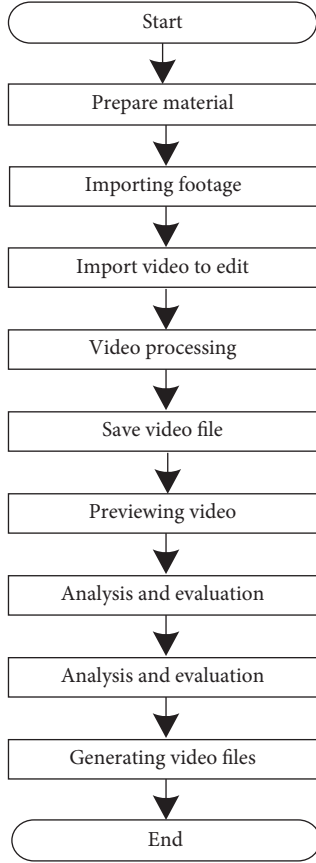 Start
Prepare material
Importing footage
Import video to edit
Video processing
Save video file
Previewing video
Analysis and evaluation
Analysis and evaluation
Generating video files
End